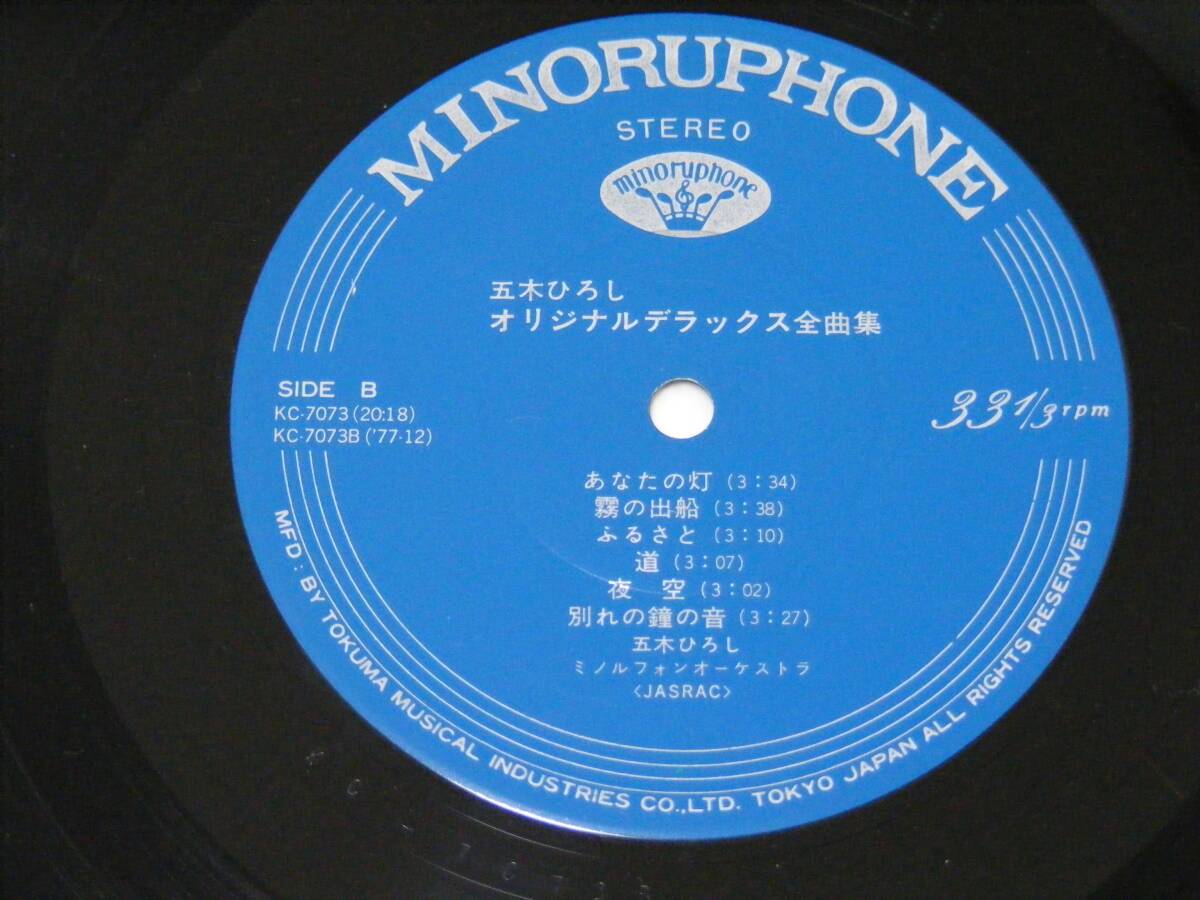 MINORUPHONE
STEREO
minoruphone
五木ひろし
オリジナルデラックス全曲集
SIDE B
KC-7073 (20:18)
KC-7073B ('77-12)
33 1/3 rpm
あなたの灯 (3:34)
霧の出船 (3:38)
ふるさと (3:10)
道 (3:07)
夜 空 (3:02)
別れの鐘の音 (3:27)
五木ひろし
ミノルフォンオーケストラ
〈JASRAC〉
MFD: BY TOKUMA MUSICAL INDUSTRIES CO.,LTD. TOKYO JAPAN ALL RIGHTS RESERVED